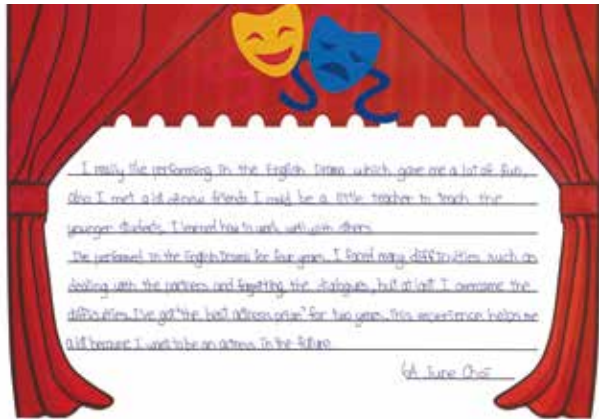 I really like performing in the English Drama which gave me a lot of fun,
also I met a lot of new friends I could be a little teacher to teach the
younger students, I learned how to work well with others.
I've performed in the English Drama for four years. I faced many difficulties such as
dealing with the partners and forgetting the dialogues, but at last I overcame the
difficulties. I've got "the best actress prize" for two years. This experience helps me
a lot because I want to be an actress in the future.
6A June Choi